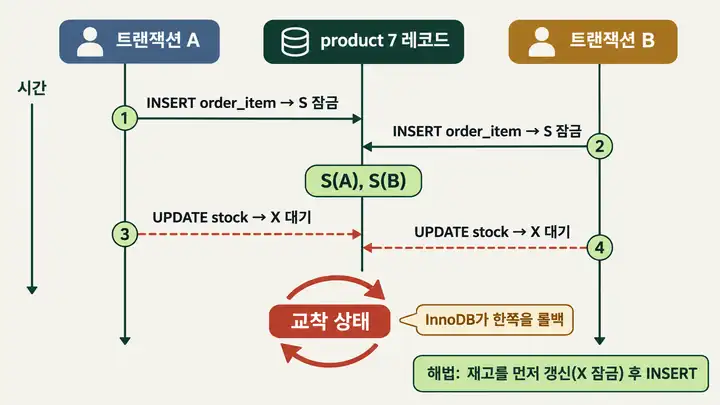 트랜잭션 A
product 7 레코드
트랜잭션 B
시간
INSERT order_item → S 잠금
1
INSERT order_item → S 잠금
2
S(A), S(B)
UPDATE stock → X 대기
3
UPDATE stock → X 대기
4
교착 상태
InnoDB가 한쪽을 롤백
해법: 재고를 먼저 갱신(X 잠금) 후 INSERT